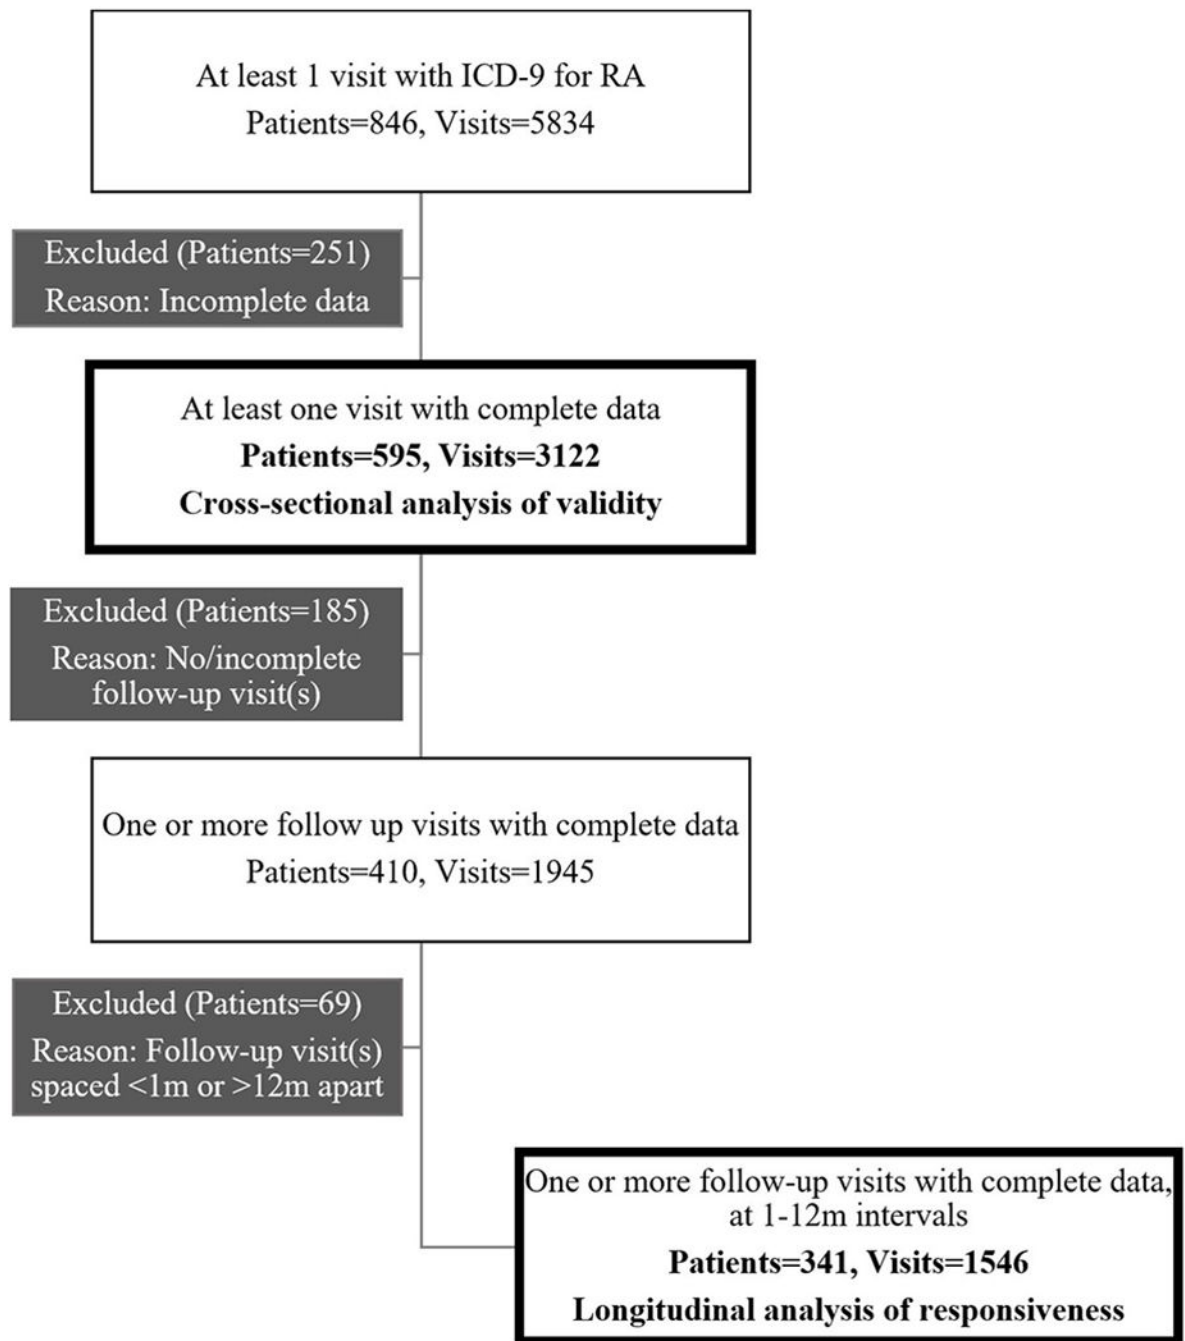 At least 1 visit with ICD-9 for RA
Patients=846, Visits=5834
Excluded (Patients=251)
Reason: Incomplete data
At least one visit with complete data
Patients=595, Visits=3122
Cross-sectional analysis of validity
Excluded (Patients=185)
Reason: No/incomplete
follow-up visit(s)
One or more follow up visits with complete data
Patients=410, Visits=1945
Excluded (Patients=69)
Reason: Follow-up visit(s)
spaced <1m or >12m apart
One or more follow-up visits with complete data,
at 1-12m intervals
Patients=341, Visits=1546
Longitudinal analysis of responsiveness